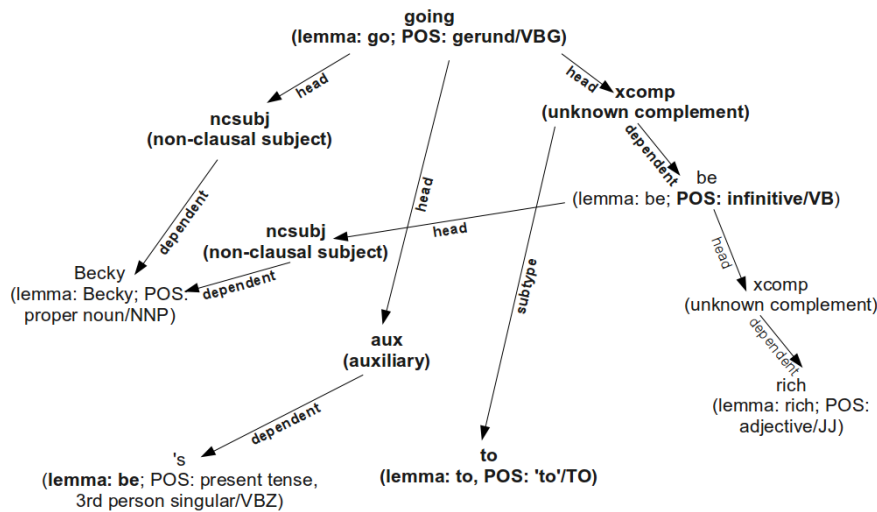 going
(lemma: go; POS: gerund/VBG)
head
head
head
xcomp
(unknown complement)
ncsubj
(non-clausal subject)
dependent
be
(lemma: be; POS: infinitive/VB)
dependent
ncsubj
(non-clausal subject)
head
head
Becky
(lemma: Becky; POS:
proper noun/NNP)
dependent
subtype
xcomp
(unknown complement)
aux
(auxiliary)
dependent
rich
(lemma: rich; POS:
adjective/JJ)
dependent
's
(lemma: be; POS: present tense,
3rd person singular/VBZ)
to
(lemma: to, POS: 'to'/TO)